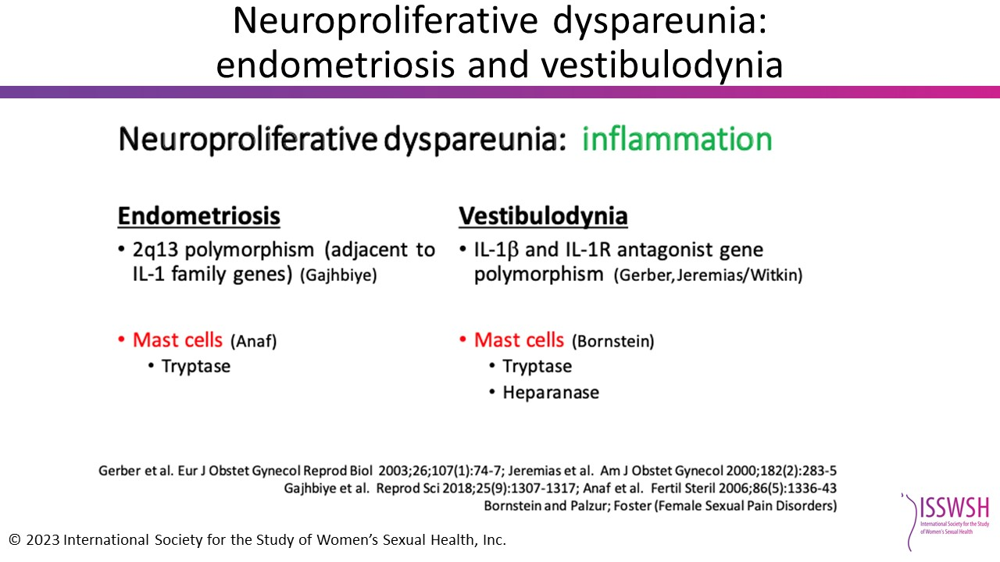 Neuroproliferative dyspareunia:
endometriosis and vestibulodynia
Neuroproliferative dyspareunia: inflammation
Endometriosis
• 2q13 polymorphism (adjacent to
IL-1 family genes) (Gajhbiye)
• Mast cells (Anaf)
• Tryptase
Vestibulodynia
• IL-1β and IL-1R antagonist gene
polymorphism (Gerber, Jeremias/Witkin)
• Mast cells (Bornstein)
• Tryptase
• Heparanase
Gerber et al. Eur J Obstet Gynecol Reprod Biol 2003;26;107(1):74-7; Jeremias et al. Am J Obstet Gynecol 2000;182(2):283-5
Gajhbiye et al. Reprod Sci 2018;25(9):1307-1317; Anaf et al. Fertil Steril 2006;86(5):1336-43
Bornstein and Palzur; Foster (Female Sexual Pain Disorders)
ISSWSH
International Society for the Study
of Women's Sexual Health
© 2023 International Society for the Study of Women’s Sexual Health, Inc.